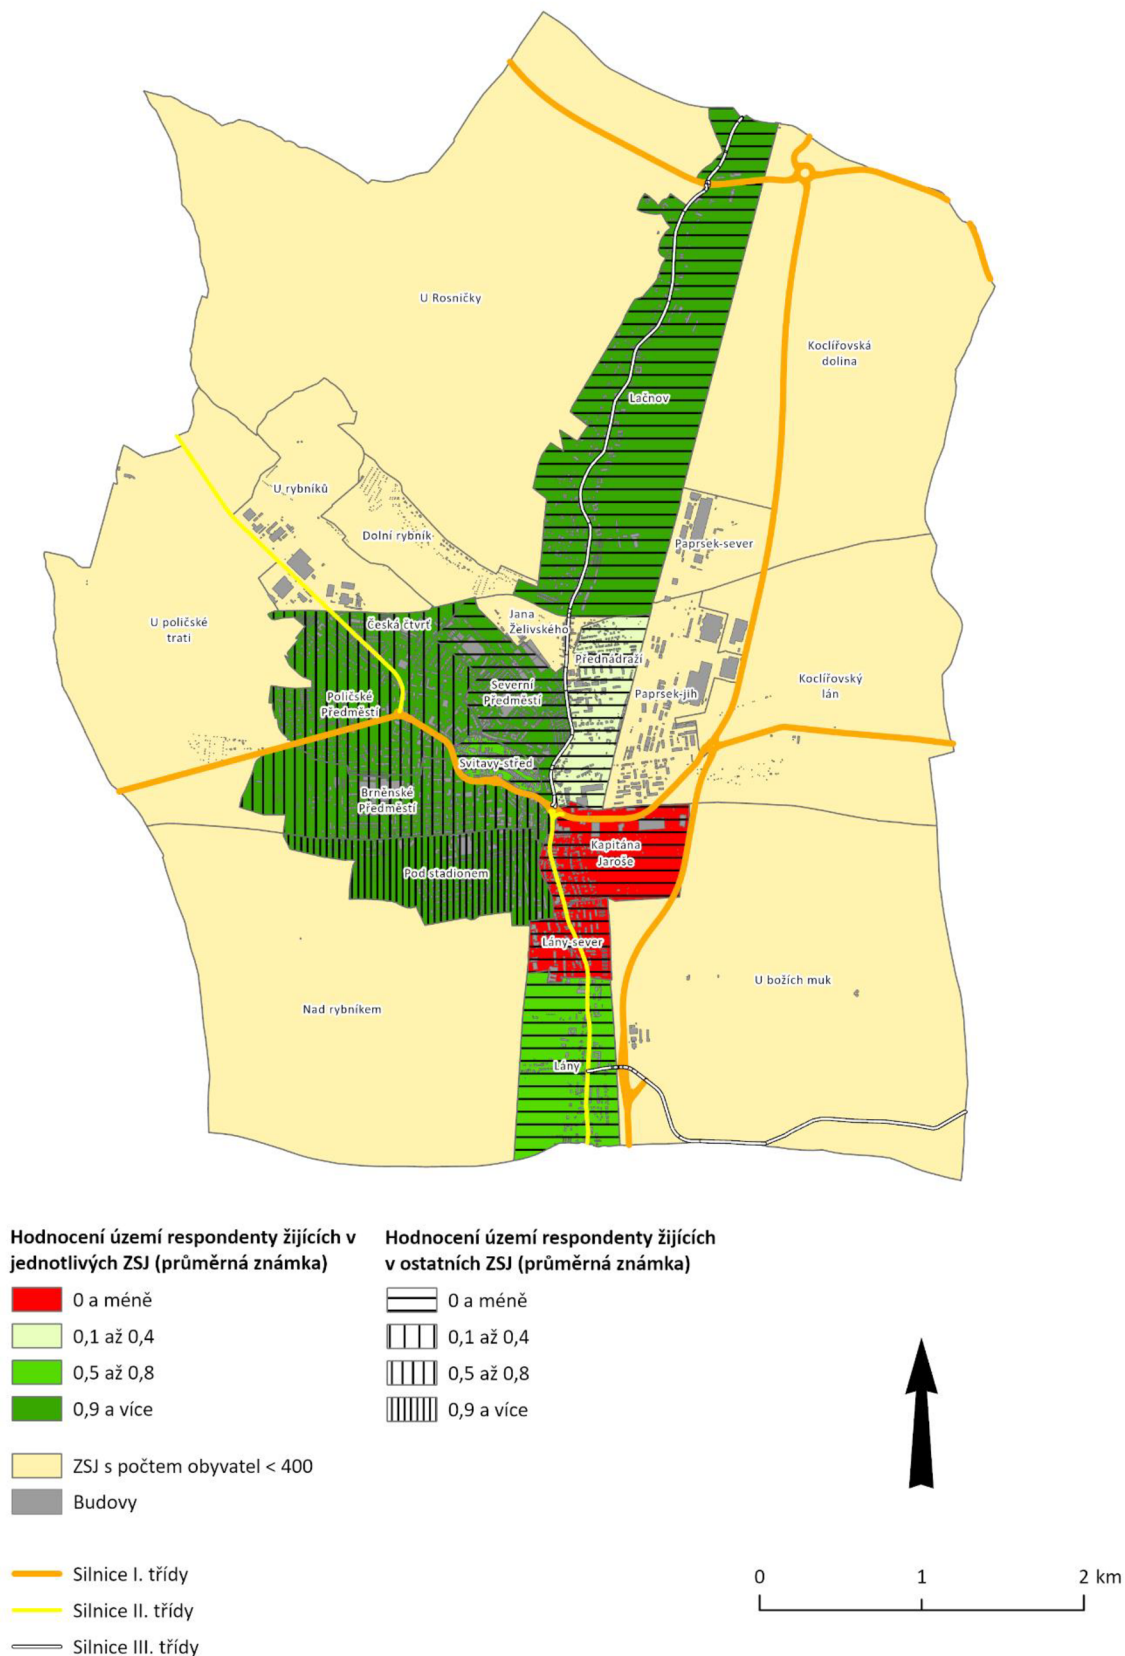 U Rosničky
Koclířovská
dolina
Lačnov
U rybníků
Dolní rybník
Paprsek-sever
U poličské
trati
Česká čtvrť
Jana
Želivského
Přednádraží
Koclířovský
lán
Poličské
Předměstí
Severní
Předměstí
Paprsek-jih
Svitavy-střed
Brněnské
Předměstí
Kapitána
Jaroše
Pod stadionem
Lány-sever
U božích muk
Nad rybníkem
Lány
Hodnocení území respondenty žijících v
jednotlivých ZSJ (průměrná známka)
0 a méně
0,1 až 0,4
0,5 až 0,8
0,9 a více
ZSJ s počtem obyvatel < 400
Budovy
Silnice I. třídy
Silnice II. třídy
Silnice III. třídy
Hodnocení území respondenty žijících
v ostatních ZSJ (průměrná známka)
0 a méně
0,1 až 0,4
0,5 až 0,8
0,9 a více
0 1 2 km